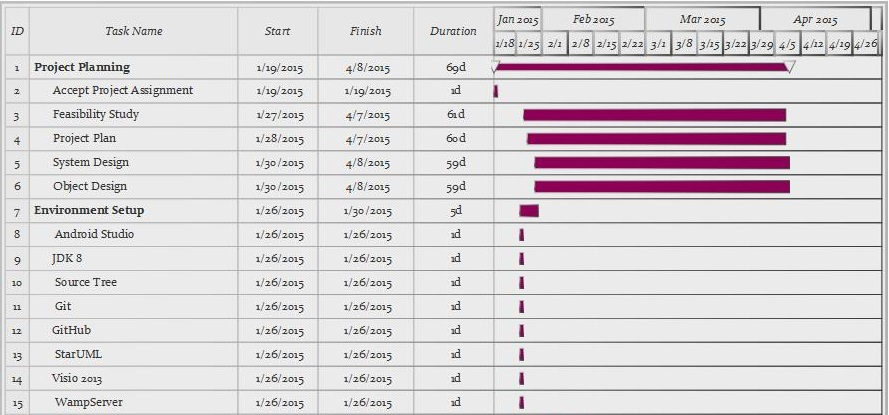 ID Task Name Start Finish Duration Jan 2015 Feb 2015 Mar 2015 Apr 2015
1/18 1/25 2/1 2/8 2/15 2/22 3/1 3/8 3/15 3/22 3/29 4/5 4/12 4/19 4/26
1 Project Planning 1/19/2015 4/8/2015 69d
2 Accept Project Assignment 1/19/2015 1/19/2015 1d
3 Feasibility Study 1/27/2015 4/7/2015 61d
4 Project Plan 1/28/2015 4/7/2015 60d
5 System Design 1/30/2015 4/8/2015 59d
6 Object Design 1/30/2015 4/8/2015 59d
7 Environment Setup 1/26/2015 1/30/2015 5d
8 Android Studio 1/26/2015 1/26/2015 1d
9 JDK 8 1/26/2015 1/26/2015 1d
10 Source Tree 1/26/2015 1/26/2015 1d
11 Git 1/26/2015 1/26/2015 1d
12 GitHub 1/26/2015 1/26/2015 1d
13 StarUML 1/26/2015 1/26/2015 1d
14 Visio 2013 1/26/2015 1/26/2015 1d
15 WampServer 1/26/2015 1/26/2015 1d